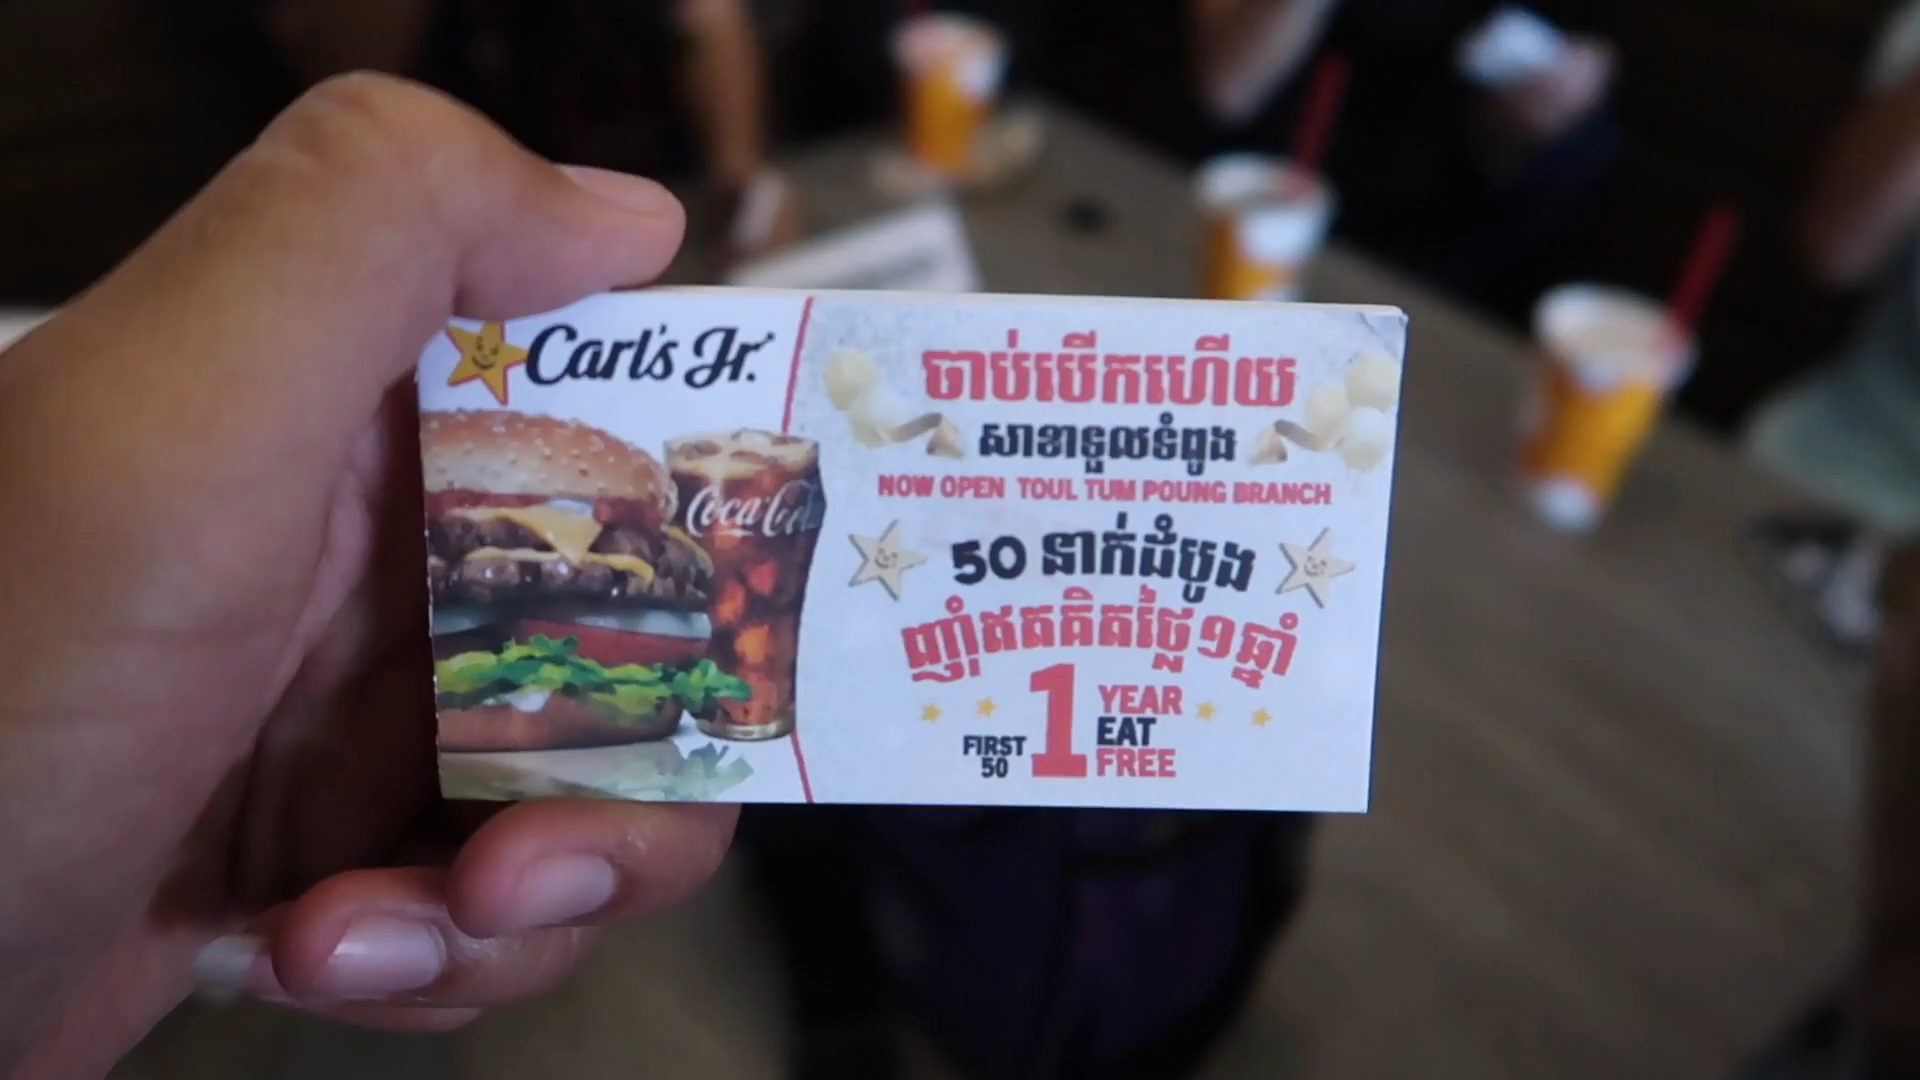 Carl's Jr.
Coca-Cola
ចាប់បើកហើយ
សាខាទួលទំពូង
NOW OPEN TOUL TUM POUNG BRANCH
50 នាក់ដំបូង
ញ៉ាំឥតគិតថ្លៃ១ឆ្នាំ
FIRST 50 1 YEAR EAT FREE